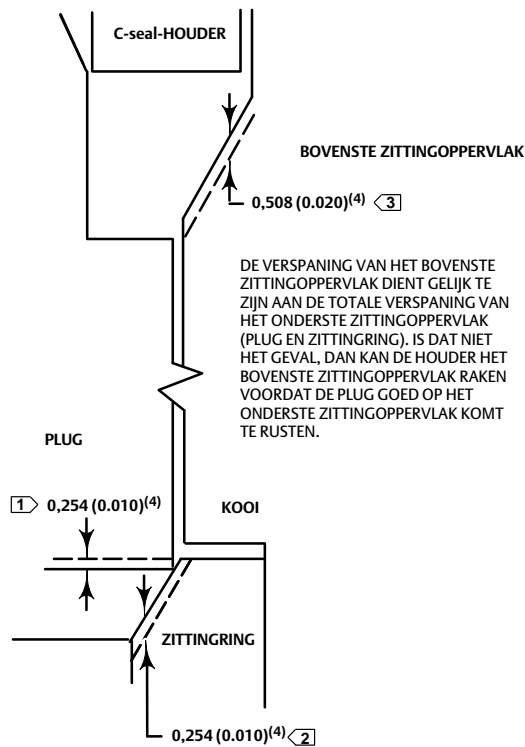 C-seal-HOUDER
BOVENSTE ZITTINGOPPERVLAK
0,508 (0.020)(4) 3
DE VERSPANING VAN HET BOVENSTE
ZITTINGOPPERVLAK DIENT GELIJK TE
ZIJN AAN DE TOTALE VERSPANING VAN
HET ONDERSTE ZITTINGOPPERVLAK
(PLUG EN ZITTINGRING). IS DAT NIET
HET GEVAL, DAN KAN DE HOUDER HET
BOVENSTE ZITTINGOPPERVLAK RAKEN
VOORDAT DE PLUG GOED OP HET
ONDERSTE ZITTINGOPPERVLAK KOMT
TE RUSTEN.
PLUG
1 0,254 (0.010)(4)
KOOI
ZITTINGRING
0,254 (0.010)(4) 2